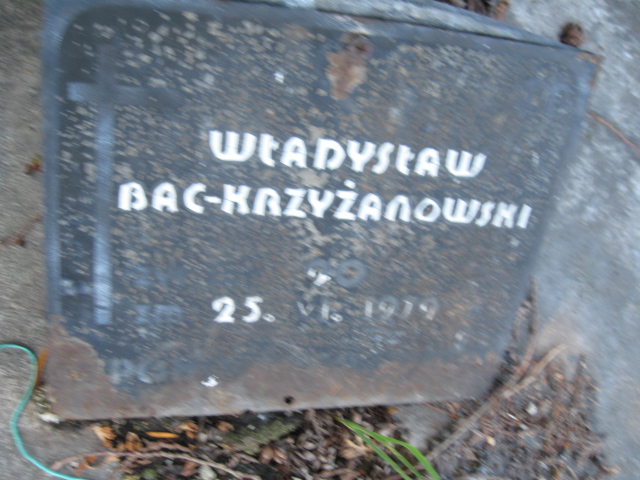 WŁADYSŁAW
BAC-KRZYŻANOWSKI
25. VI. 1979